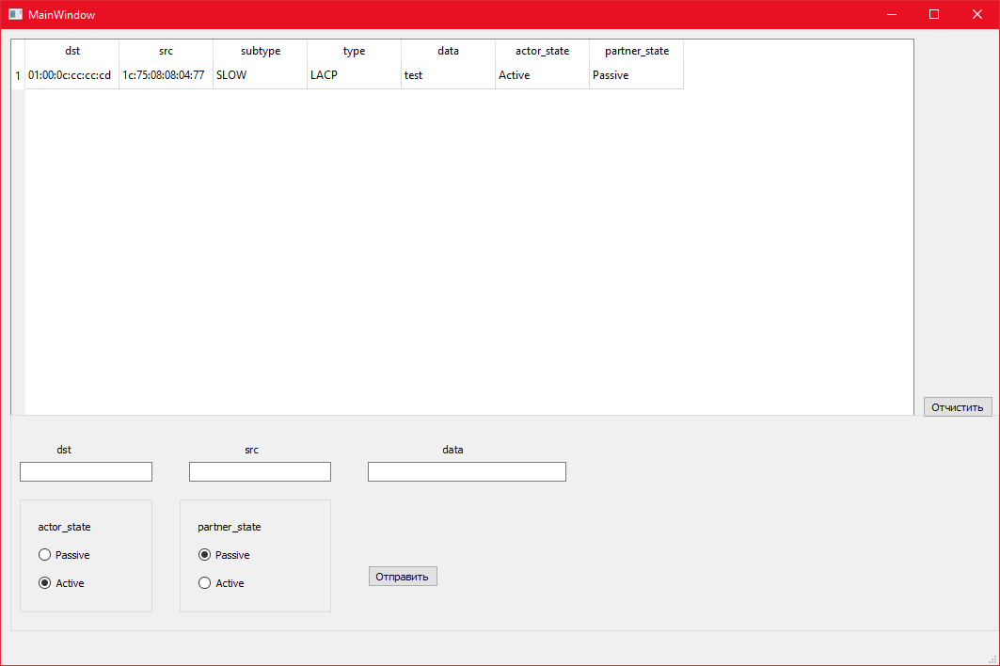 MainWindow
dst src subtype type data actor_state partner_state
1 01:00:0c:cc:cc:cd 1c:75:08:08:04:77 SLOW LACP test Active Passive
Отчистить
dst src data
actor_state partner_state
Passive Passive
Active Active
Отправить